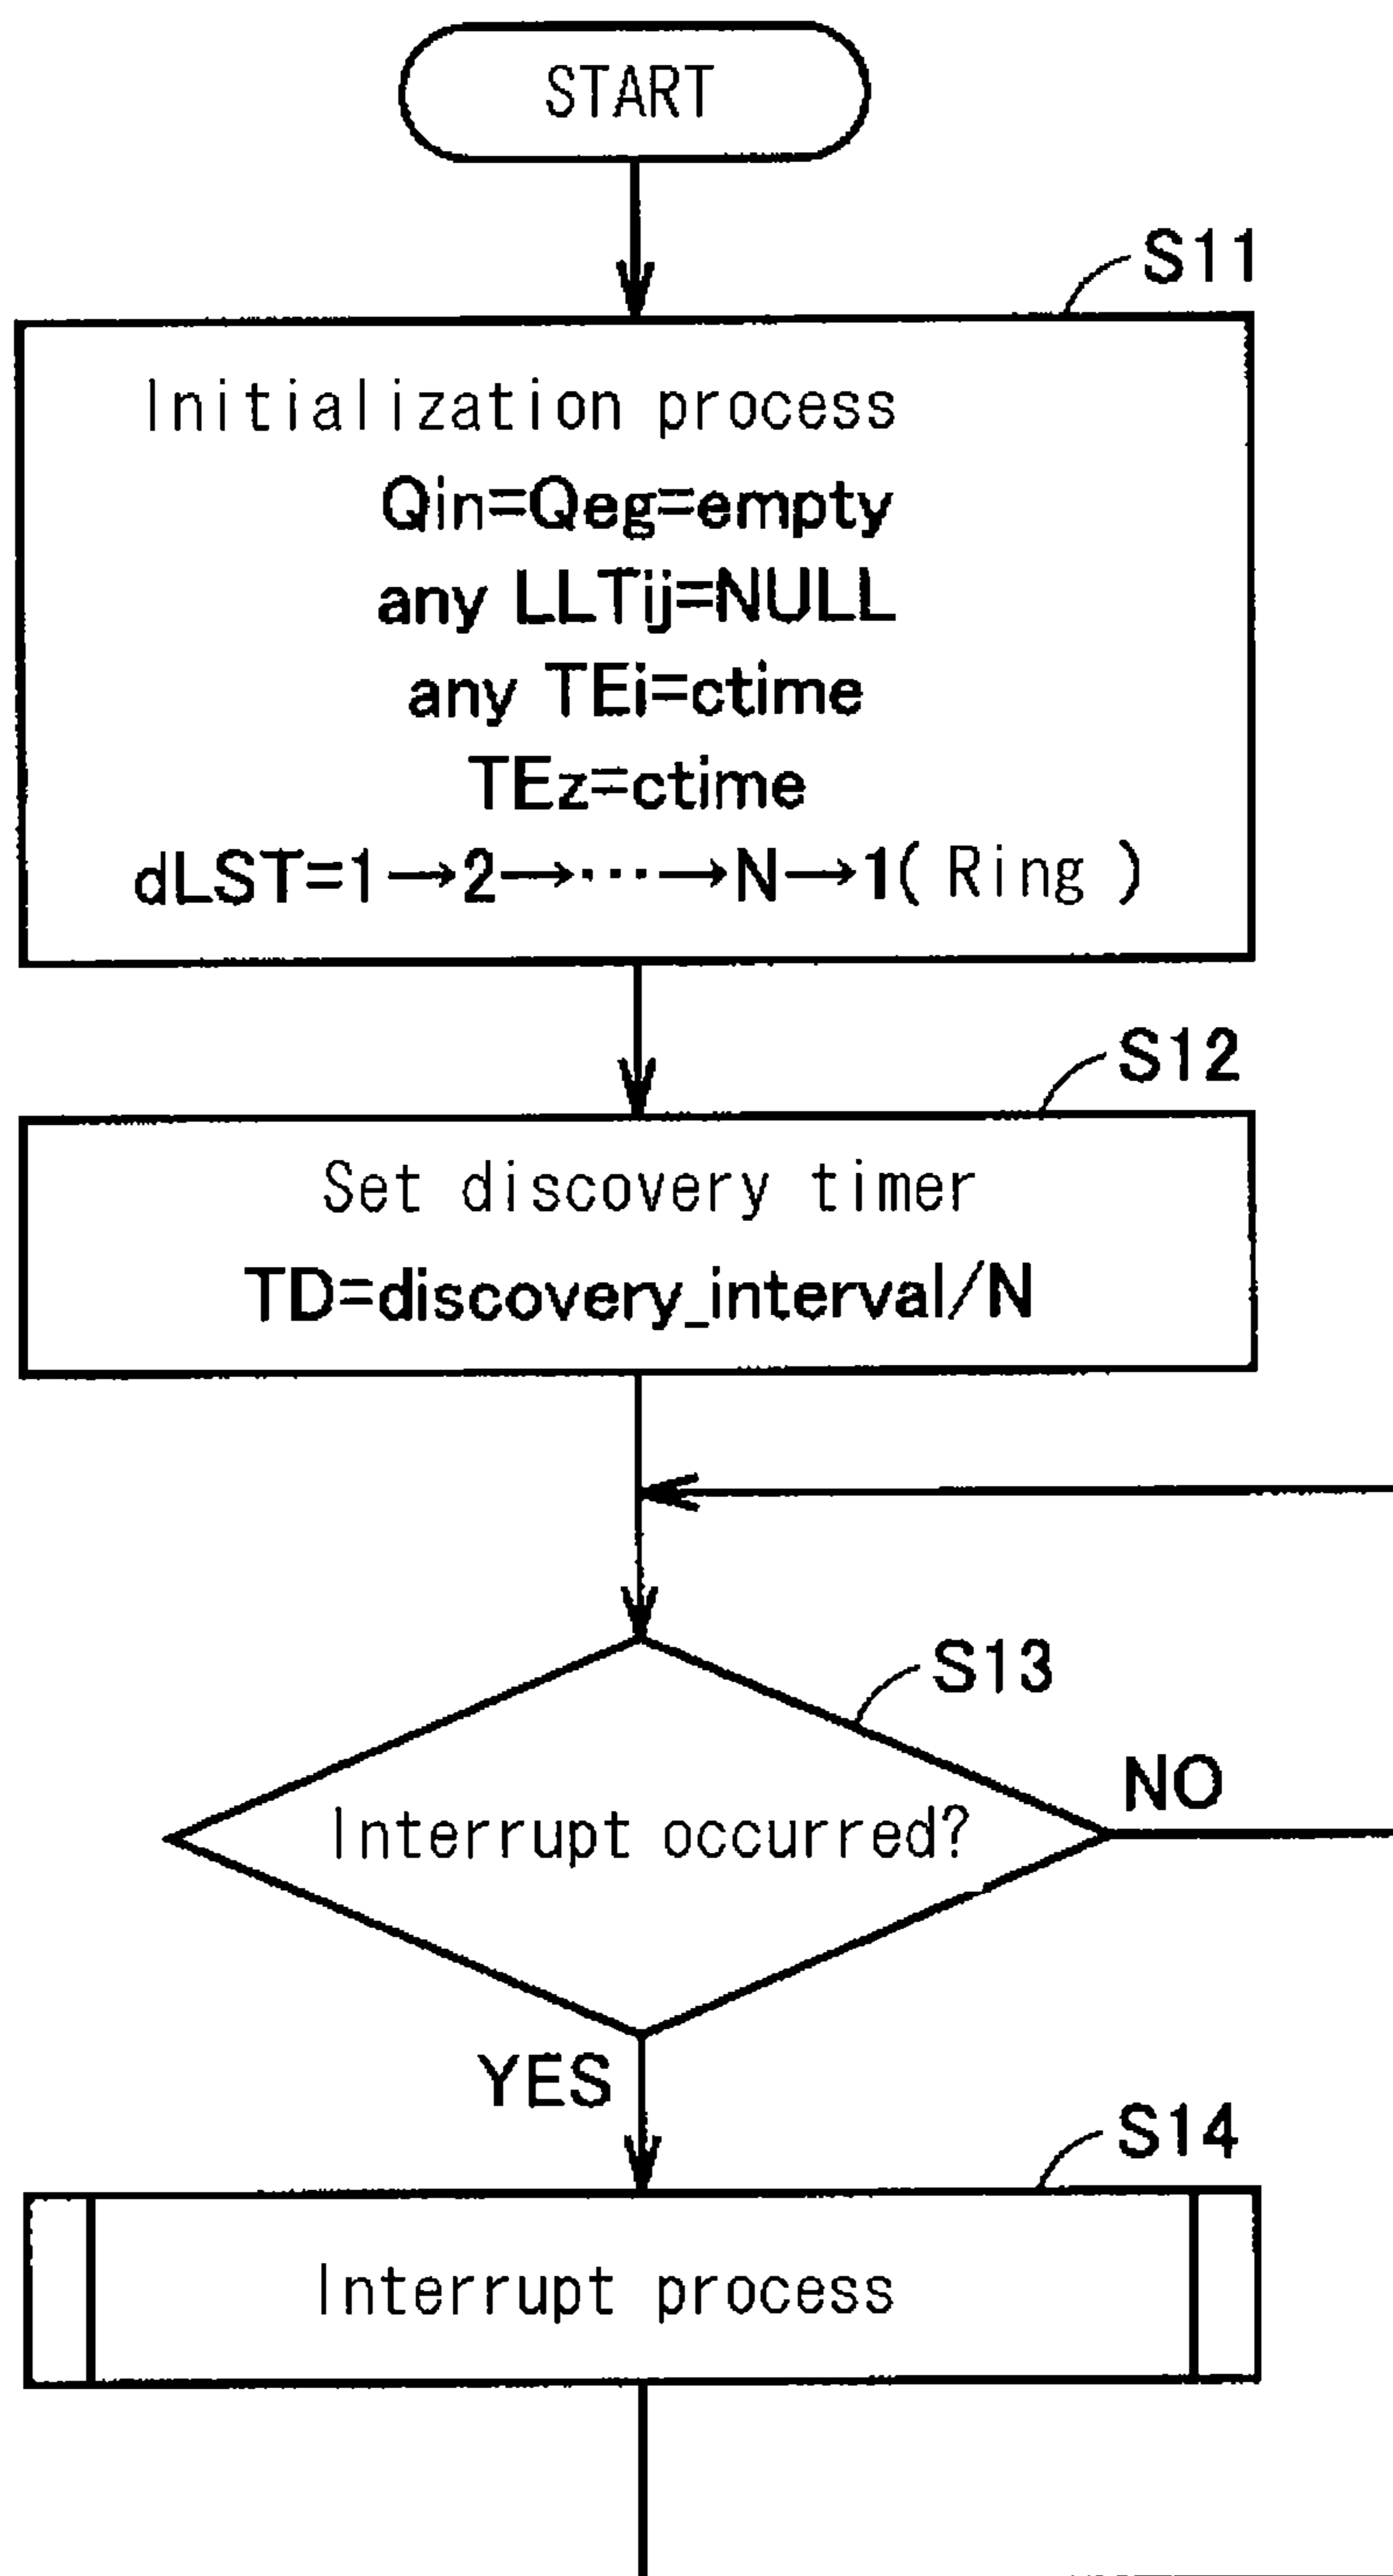 START
S11
Initialization process
Qin=Qeg=empty
any LLTij=NULL
any TEi=ctime
TEz=ctime
dLST=1→2→⋯→N→1( Ring )
S12
Set discovery timer
TD=discovery_interval/N
S13
NO
Interrupt occurred?
YES
S14
Interrupt process